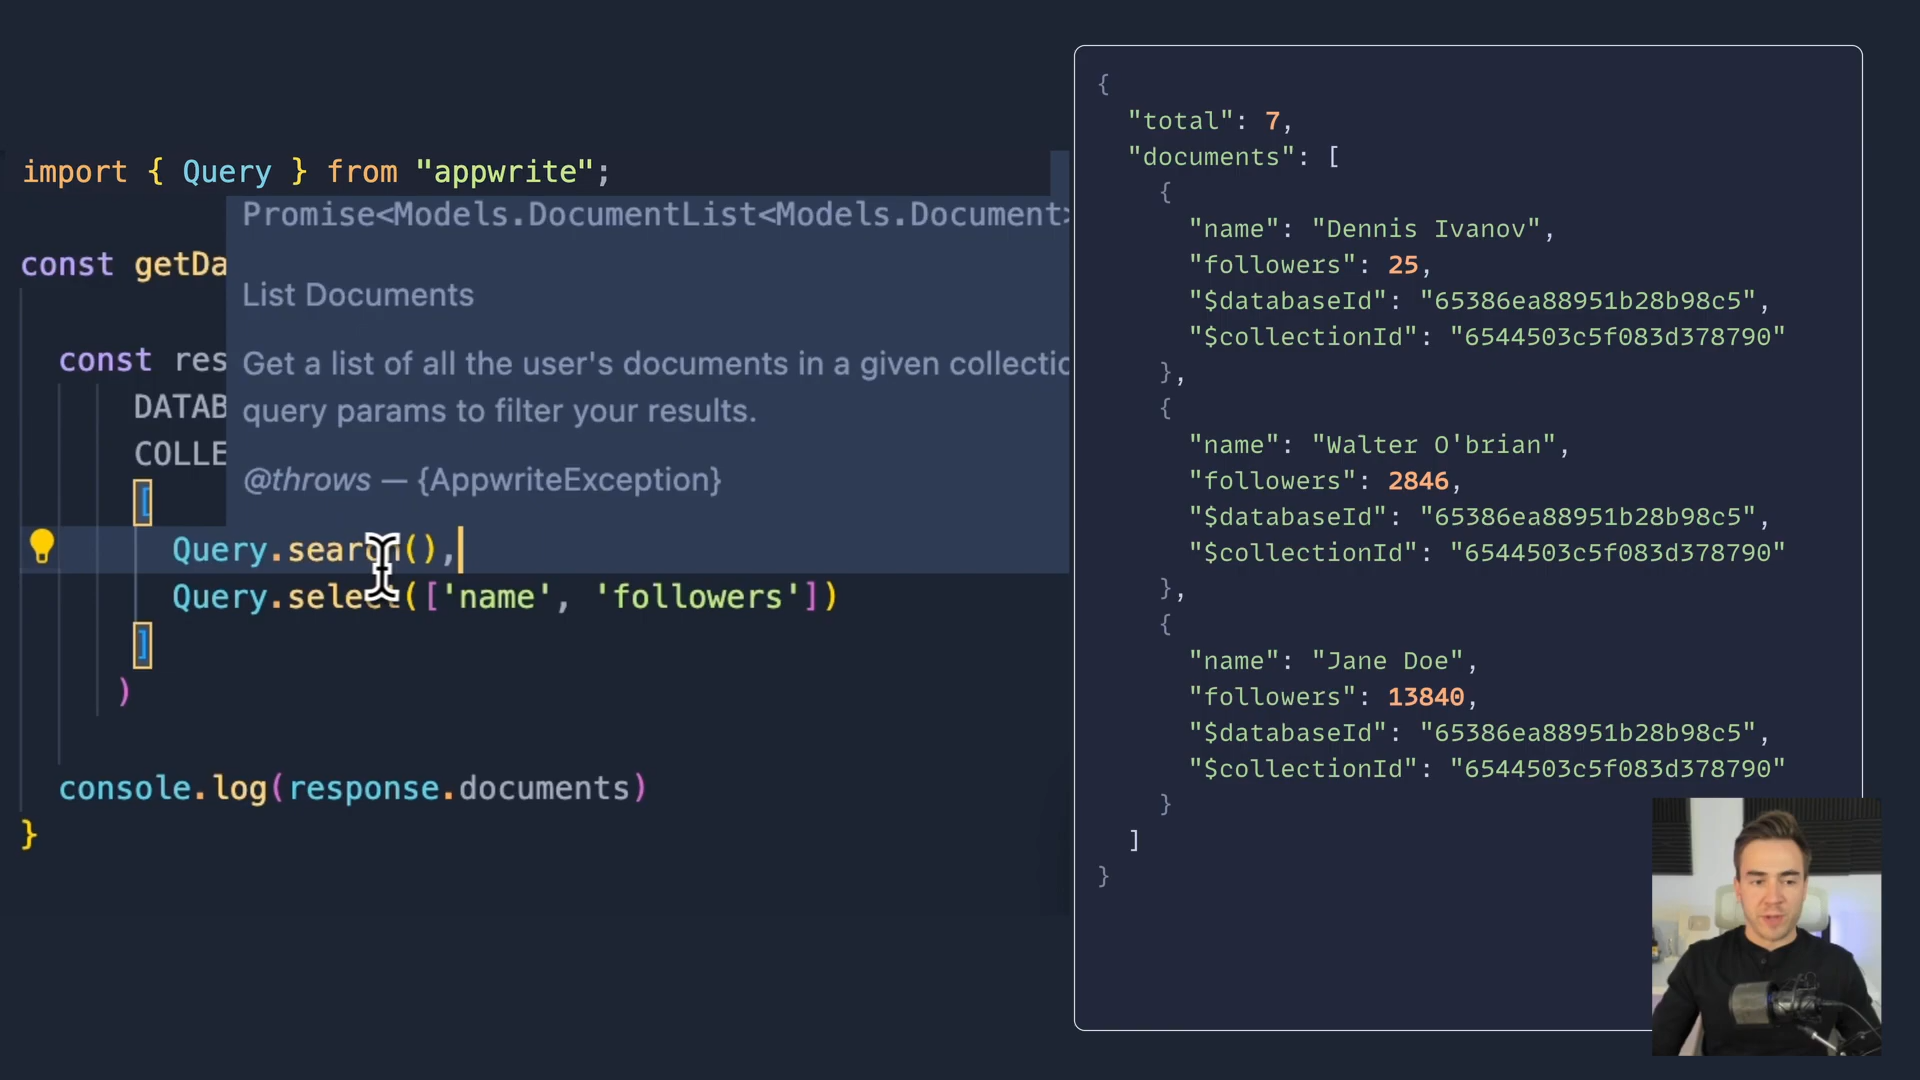 import { Query } from "appwrite";
Promise<Models.DocumentList<Models.Document>
const getDa
List Documents
const res
Get a list of all the user's documents in a given collectio
DATAB
query params to filter your results.
COLLE
@throws — {AppwriteException}
[
Query.search(),
Query.select(['name', 'followers'])
]
)
console.log(response.documents)
}
{
"total": 7,
"documents": [
{
"name": "Dennis Ivanov",
"followers": 25,
"$databaseId": "65386ea88951b28b98c5",
"$collectionId": "6544503c5f083d378790"
},
{
"name": "Walter O'brian",
"followers": 2846,
"$databaseId": "65386ea88951b28b98c5",
"$collectionId": "6544503c5f083d378790"
},
{
"name": "Jane Doe",
"followers": 13840,
"$databaseId": "65386ea88951b28b98c5",
"$collectionId": "6544503c5f083d378790"
}
]
}